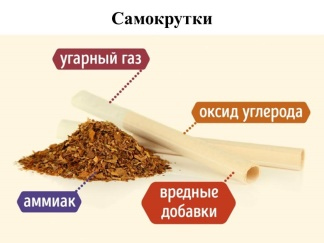 Самокрутки
угарный газ
оксид углерода
аммиак
вредные
добавки